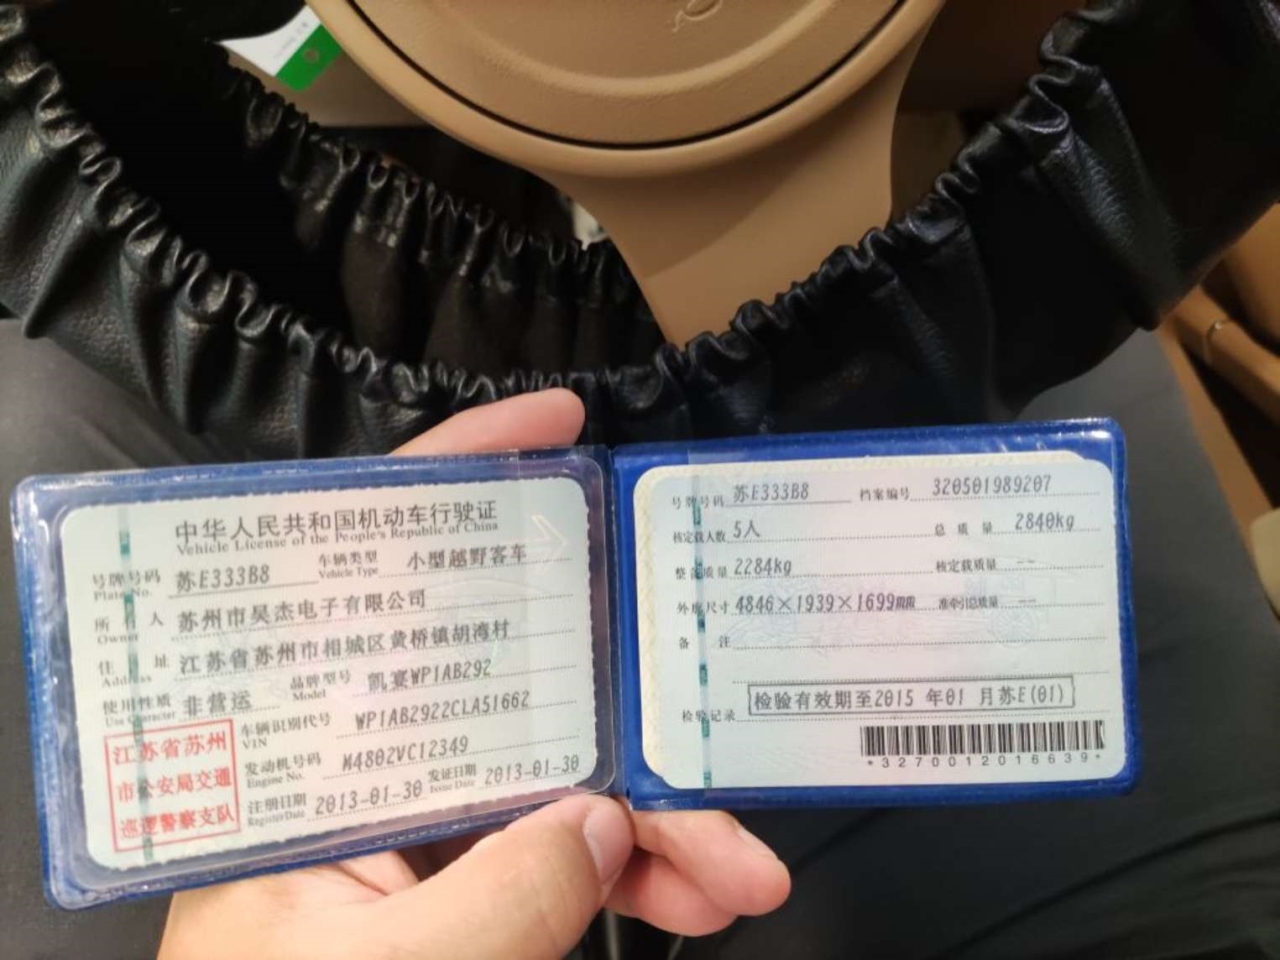 中华人民共和国机动车行驶证
Vehicle License of the People's Republic of China
号牌号码 苏E333B8 车辆类型 小型越野客车
Plate No. Vehicle Type
所 有 人 苏州市昊杰电子有限公司
Owner
住 址 江苏省苏州市相城区黄桥镇胡湾村
Address
使用性质 非营运 品牌型号 凯宴WP1AB292
Use Character Model
江苏省苏州
市公安局交通
巡逻警察支队
车辆识别代号 WP1AB2922CLA51662
VIN
发动机号码 M4802VC12349
Engine No.
注册日期 2013-01-30 发证日期 2013-01-30
Register Date Issue Date
号牌号码 苏E333B8 档案编号 320501989207
核定载人数 5人 总 质 量 2840kg
整备质量 2284kg 核定载质量 --
外廓尺寸 4846×1939×1699mm 准牵引总质量 --
备 注
检验记录 检验有效期至2015 年01 月苏E(01)
*3270012016639*